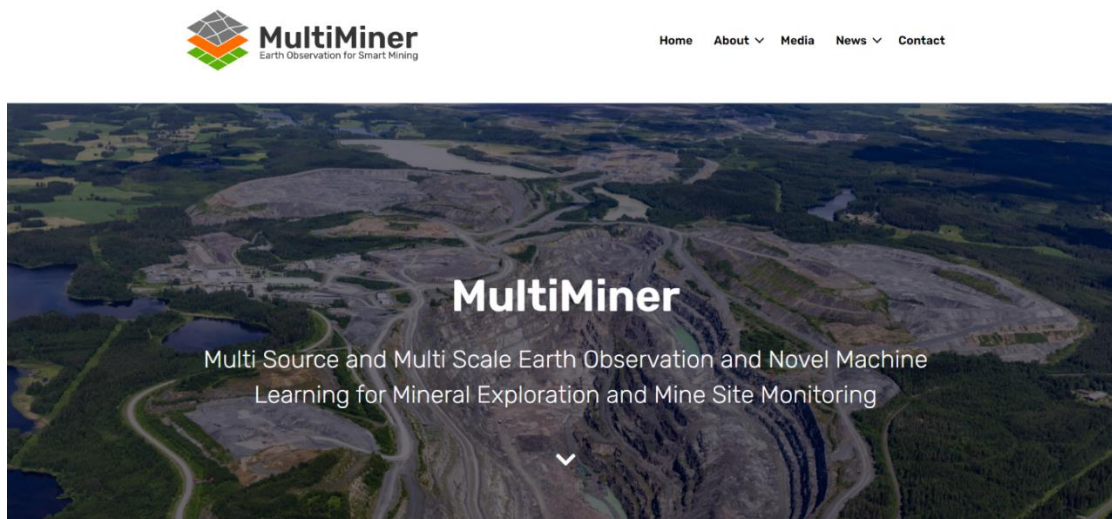 MultiMiner
Earth Observation for Smart Mining
Home About Media News Contact
MultiMiner
Multi Source and Multi Scale Earth Observation and Novel Machine
Learning for Mineral Exploration and Mine Site Monitoring